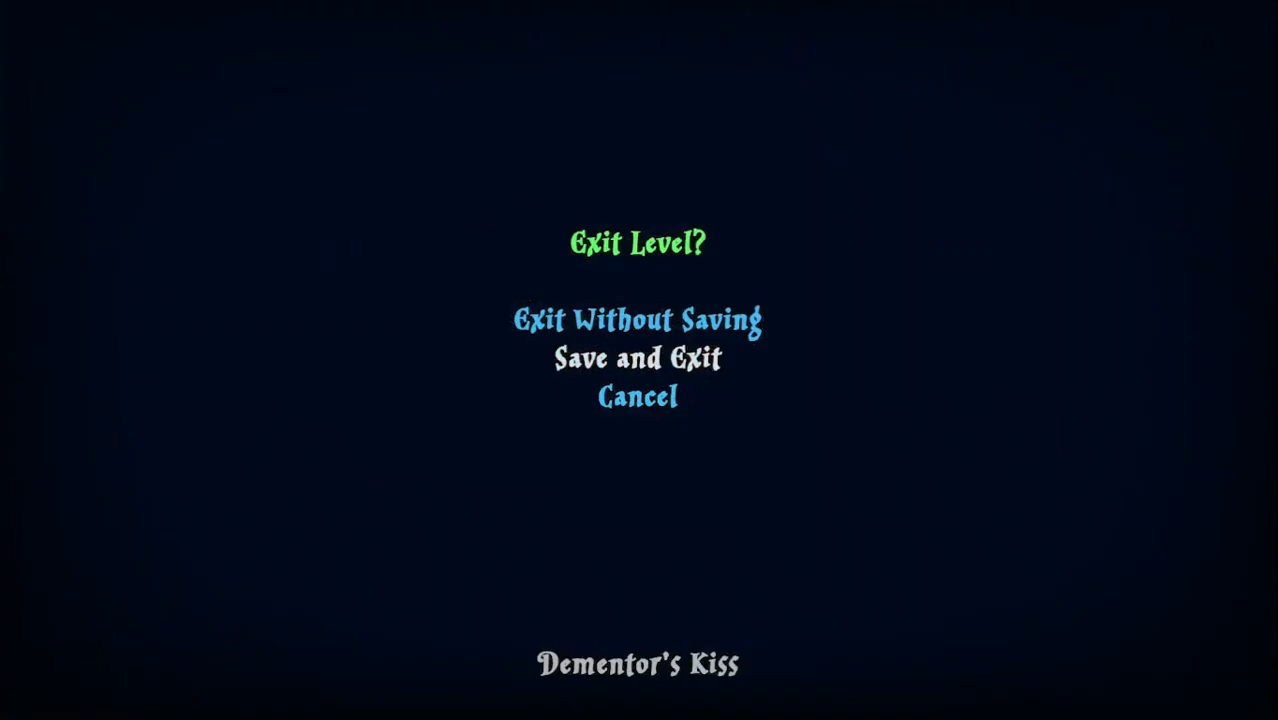 Exit Level?
Exit Without Saving
Save and Exit
Cancel
Dementor's Kiss